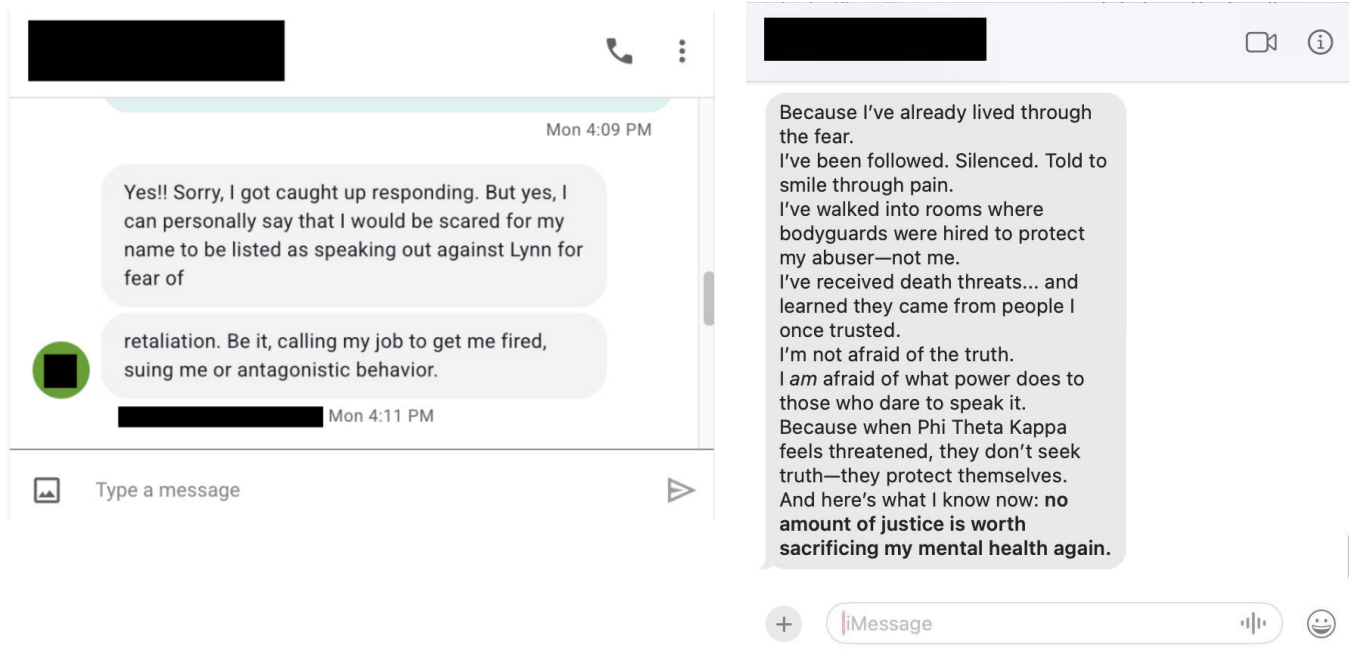 Mon 4:09 PM
Yes!! Sorry, I got caught up responding. But yes, I
can personally say that I would be scared for my
name to be listed as speaking out against Lynn for
fear of
retaliation. Be it, calling my job to get me fired,
suing me or antagonistic behavior.
Mon 4:11 PM
Type a message
Because I’ve already lived through
the fear.
I’ve been followed. Silenced. Told to
smile through pain.
I’ve walked into rooms where
bodyguards were hired to protect
my abuser—not me.
I’ve received death threats... and
learned they came from people I
once trusted.
I’m not afraid of the truth.
I am afraid of what power does to
those who dare to speak it.
Because when Phi Theta Kappa
feels threatened, they don’t seek
truth—they protect themselves.
And here’s what I know now: no
amount of justice is worth
sacrificing my mental health again.
iMessage